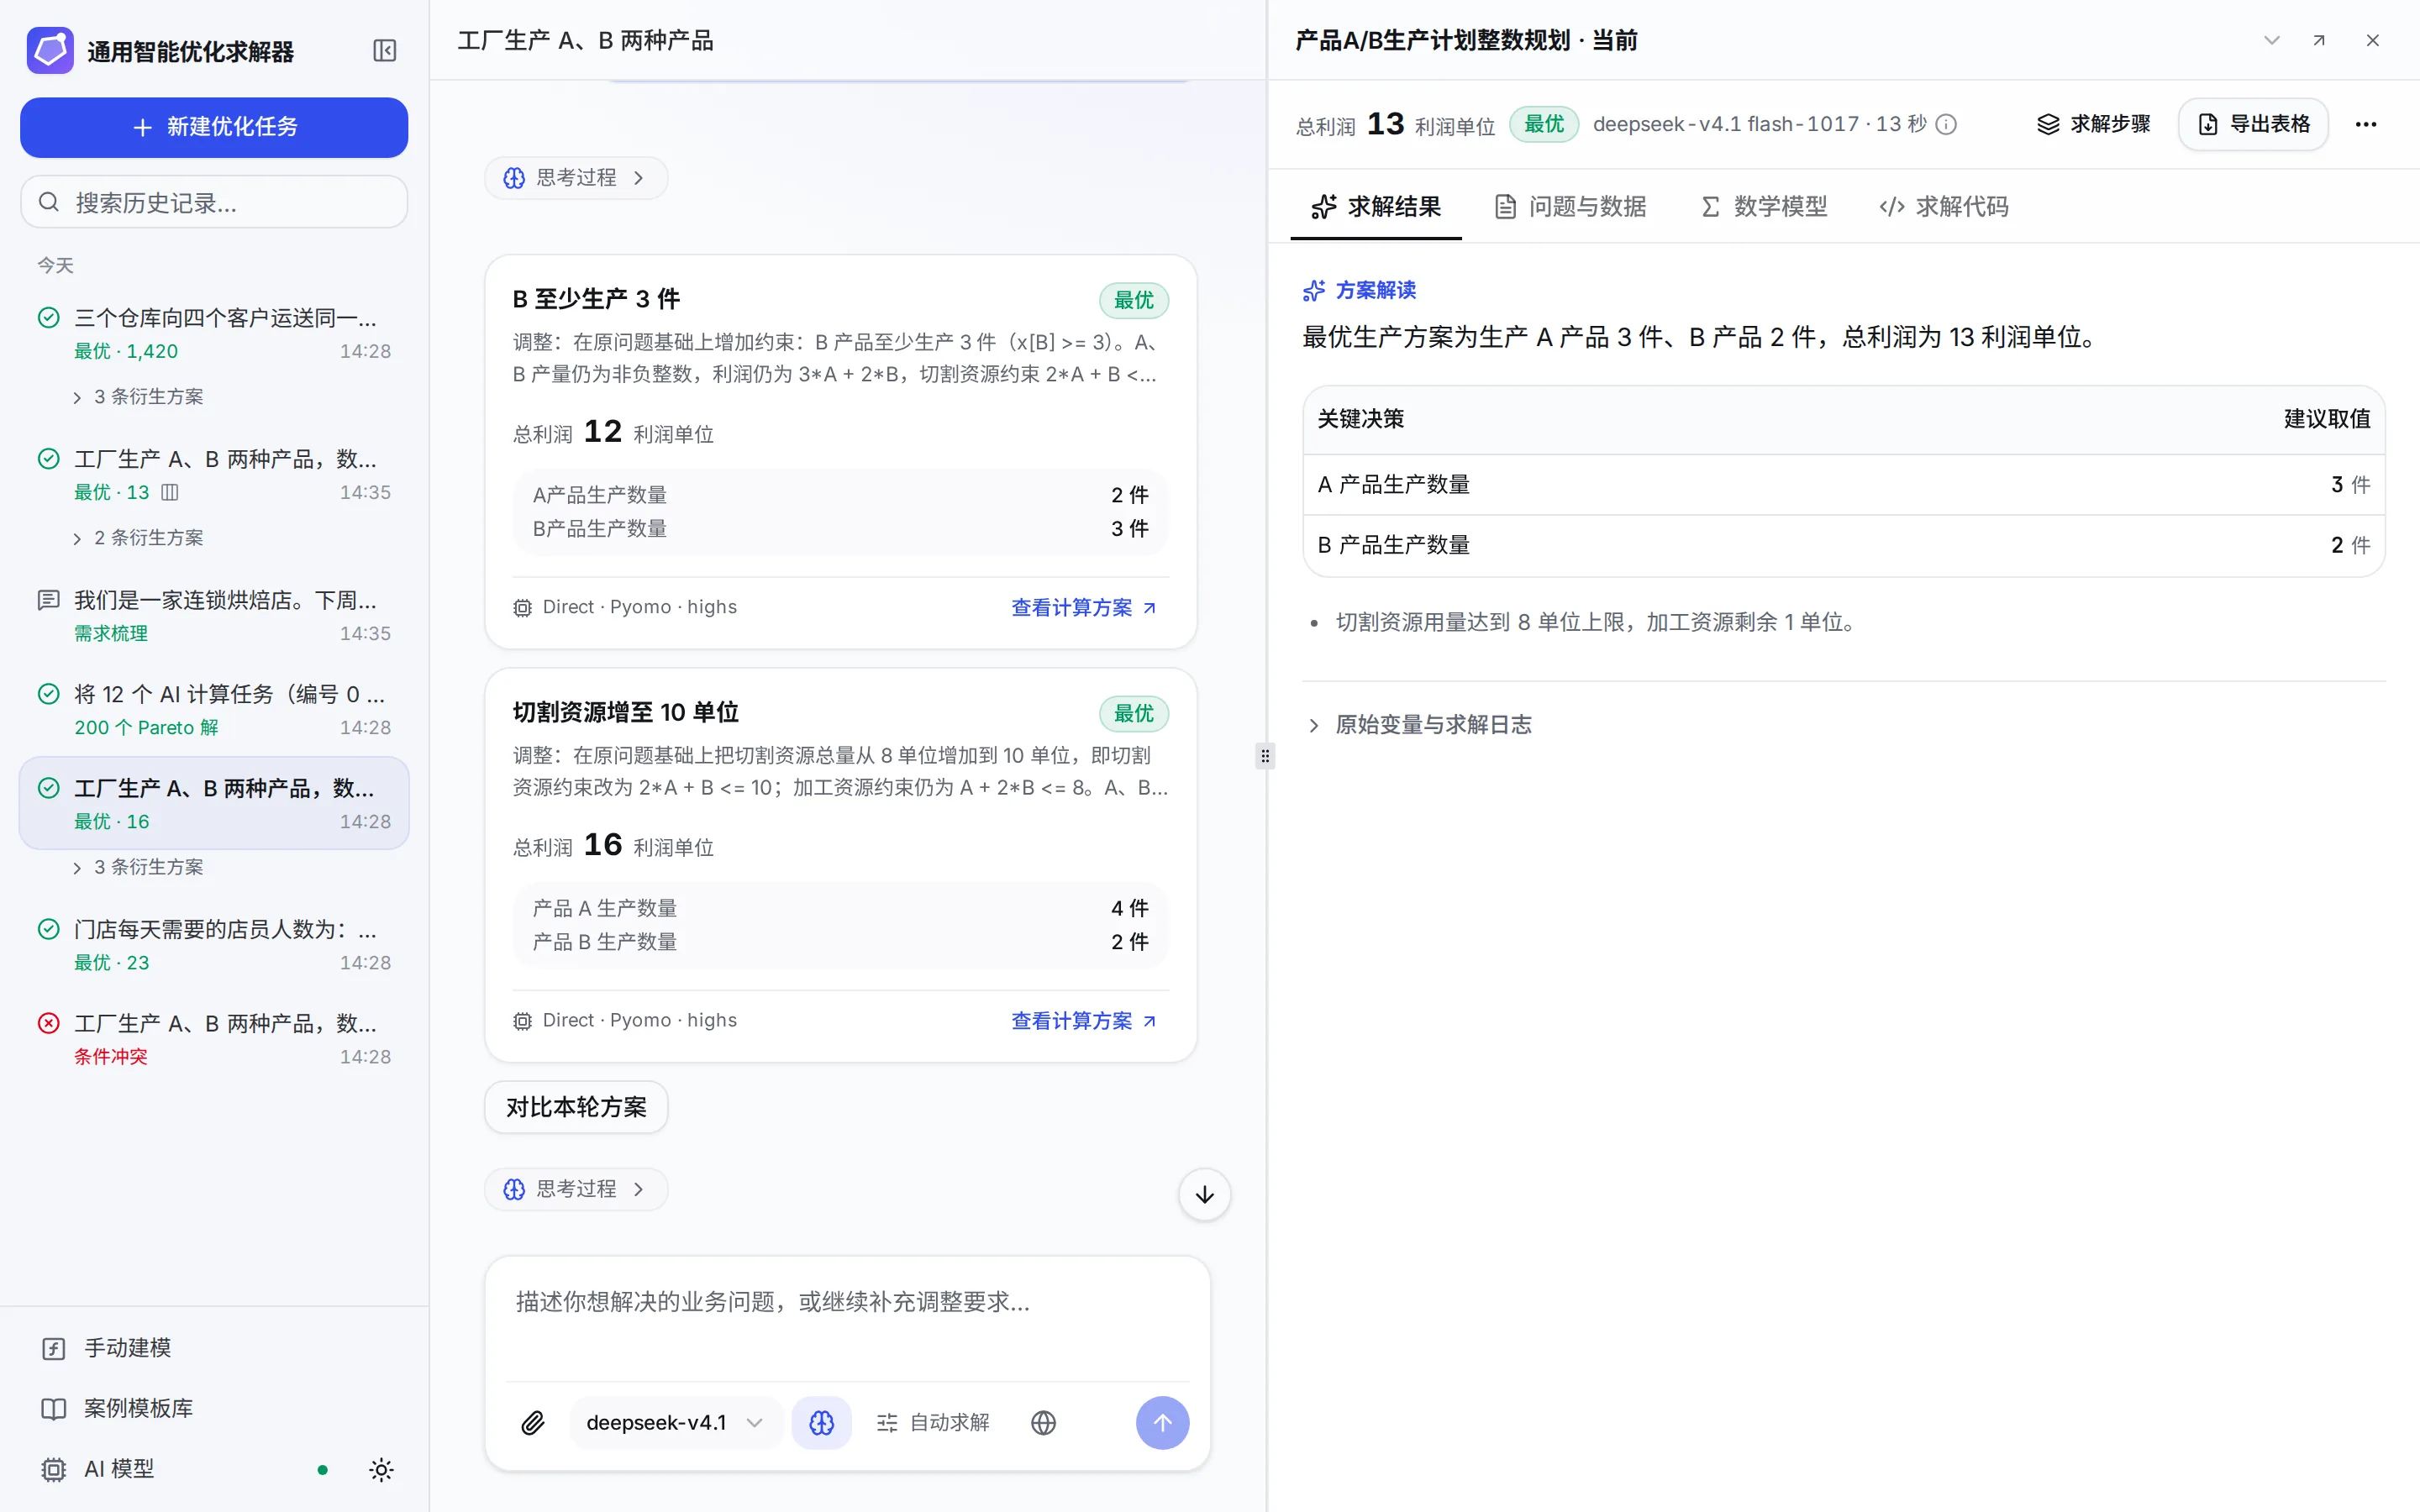 通用智能优化求解器
新建优化任务
搜索历史记录...
今天
三个仓库向四个客户运送同一...
最优 · 1,420 14:28
3 条衍生方案
工厂生产 A、B 两种产品，数...
最优 · 13 14:35
2 条衍生方案
我们是一家连锁烘焙店。下周...
需求梳理 14:35
将 12 个 AI 计算任务（编号 0 ...
200 个 Pareto 解 14:28
工厂生产 A、B 两种产品，数...
最优 · 16 14:28
3 条衍生方案
门店每天需要的店员人数为：...
最优 · 23 14:28
工厂生产 A、B 两种产品，数...
条件冲突 14:28
手动建模
案例模板库
AI 模型
工厂生产 A、B 两种产品
思考过程
B 至少生产 3 件 最优
调整：在原问题基础上增加约束：B 产品至少生产 3 件（x[B] >= 3）。A、
B 产量仍为非负整数，利润仍为 3*A + 2*B，切割资源约束 2*A + B <...
总利润 12 利润单位
A产品生产数量 2 件
B产品生产数量 3 件
Direct · Pyomo · highs 查看计算方案
切割资源增至 10 单位 最优
调整：在原问题基础上把切割资源总量从 8 单位增加到 10 单位，即切割
资源约束改为 2*A + B <= 10；加工资源约束仍为 A + 2*B <= 8。A、B...
总利润 16 利润单位
产品 A 生产数量 4 件
产品 B 生产数量 2 件
Direct · Pyomo · highs 查看计算方案
对比本轮方案
思考过程
描述你想解决的业务问题，或继续补充调整要求...
deepseek-v4.1 自动求解
产品A/B生产计划整数规划 · 当前
总利润 13 利润单位 最优 deepseek-v4.1 flash-1017 · 13 秒 求解步骤 导出表格
求解结果 问题与数据 数学模型 求解代码
方案解读
最优生产方案为生产 A 产品 3 件、B 产品 2 件，总利润为 13 利润单位。
关键决策 建议取值
A 产品生产数量 3 件
B 产品生产数量 2 件
切割资源用量达到 8 单位上限，加工资源剩余 1 单位。
原始变量与求解日志